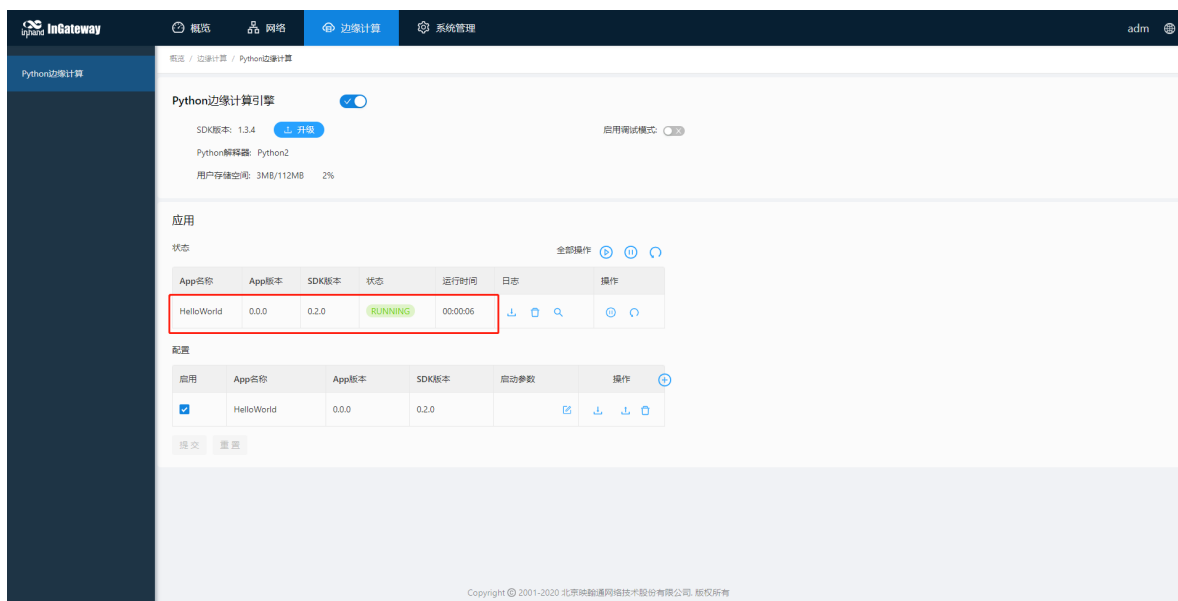 inhand InGateway 概览 网络 边缘计算 系统管理 adm
Python边缘计算
概览 / 边缘计算 / Python边缘计算
Python边缘计算引擎
SDK版本: 1.3.4 升级 启用调试模式:
Python解释器: Python2
用户存储空间: 3MB/112MB 2%
应用
状态 全部操作
App名称 App版本 SDK版本 状态 运行时间 日志 操作
HelloWorld 0.0.0 0.2.0 RUNNING 00:00:06
配置
启用 App名称 App版本 SDK版本 启动参数 操作
HelloWorld 0.0.0 0.2.0
提交 重置
Copyright © 2001-2020 北京映翰通网络技术股份有限公司. 版权所有